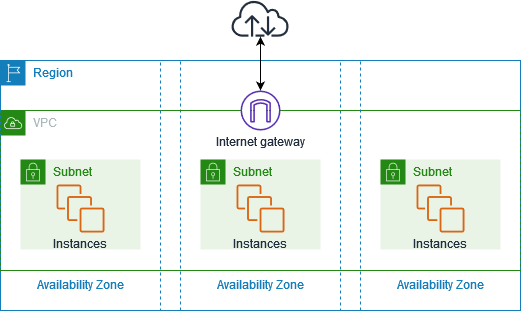 Region
VPC
Internet gateway
Subnet
Subnet
Subnet
Instances
Instances
Instances
Availability Zone
Availability Zone
Availability Zone